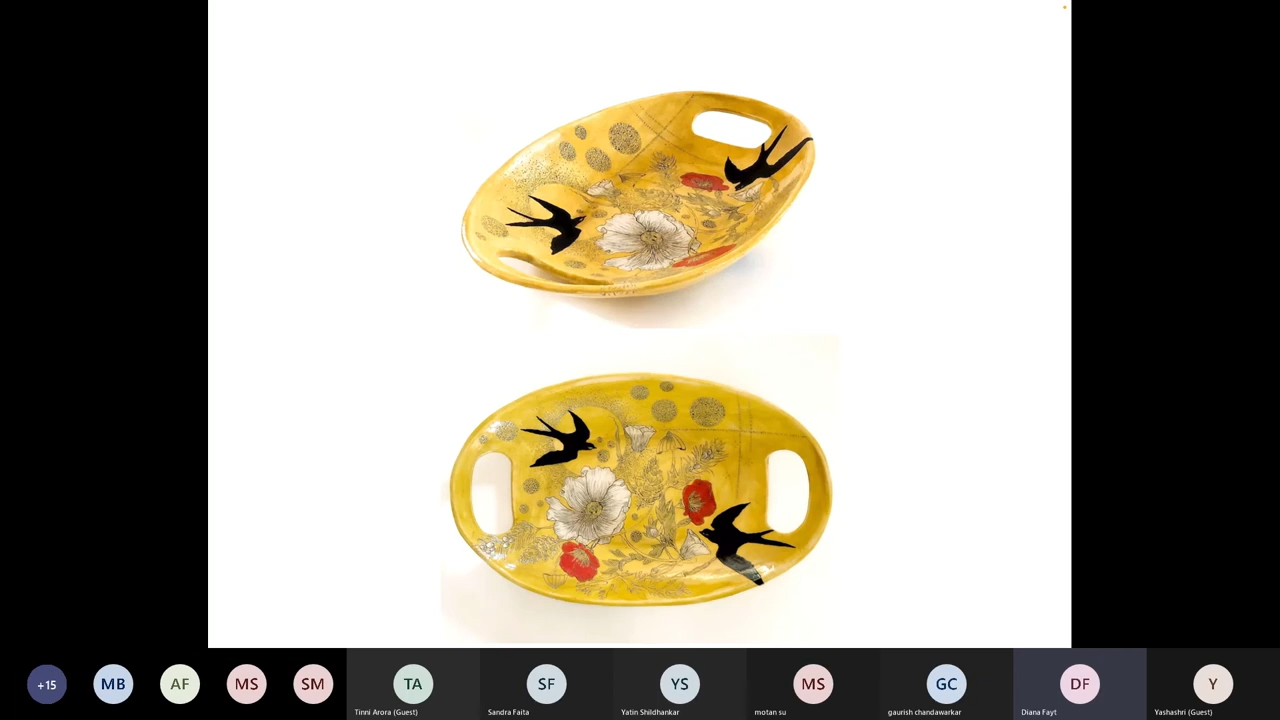 +15
MB
AF
MS
SM
TA
SF
YS
MS
GC
DF
Y
Tinni Arora (Guest)
Sandra Faita
Yatin Shildhankar
motan su
gaurish chandawarkar
Diana Fayt
Yashashri (Guest)